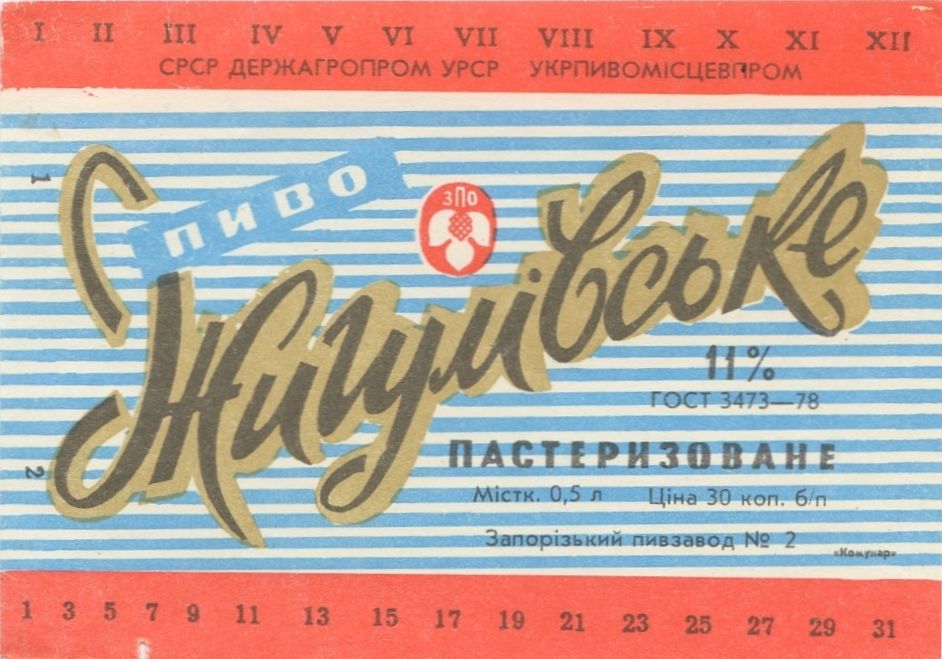 I II III IV V VI VII VIII IX X XI XII
СРСР ДЕРЖАГРОПРОМ УРСР УКРПИВОМІСЦЕВПРОМ
1
ПИВО
ЗПО
Жигулівське
11%
ГОСТ 3473—78
ПАСТЕРИЗОВАНЕ
2
Містк. 0,5 л Ціна 30 коп. б/п
Запорізький пивзавод № 2
«Комунар»
1 3 5 7 9 11 13 15 17 19 21 23 25 27 29 31